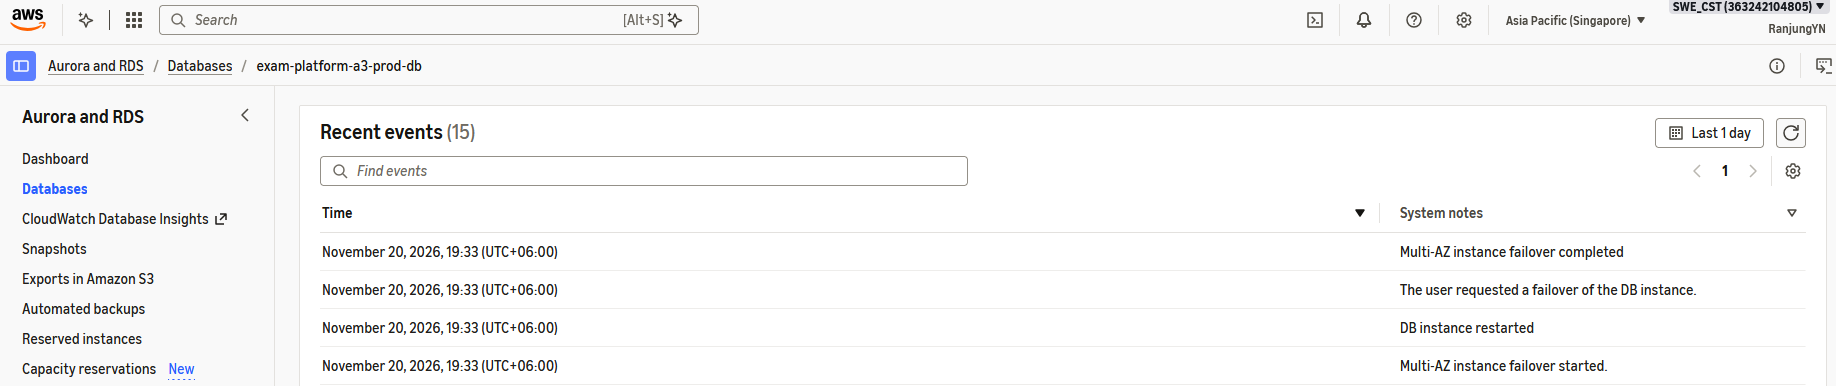 aws
Search [Alt+S]
Asia Pacific (Singapore)
SWE_CST (363242104805)
RanjungYN
Aurora and RDS / Databases / exam-platform-a3-prod-db
Aurora and RDS
Dashboard
Databases
CloudWatch Database Insights
Snapshots
Exports in Amazon S3
Automated backups
Reserved instances
Capacity reservations New
Recent events (15)
Last 1 day
Find events
1
Time System notes
November 20, 2026, 19:33 (UTC+06:00) Multi-AZ instance failover completed
November 20, 2026, 19:33 (UTC+06:00) The user requested a failover of the DB instance.
November 20, 2026, 19:33 (UTC+06:00) DB instance restarted
November 20, 2026, 19:33 (UTC+06:00) Multi-AZ instance failover started.